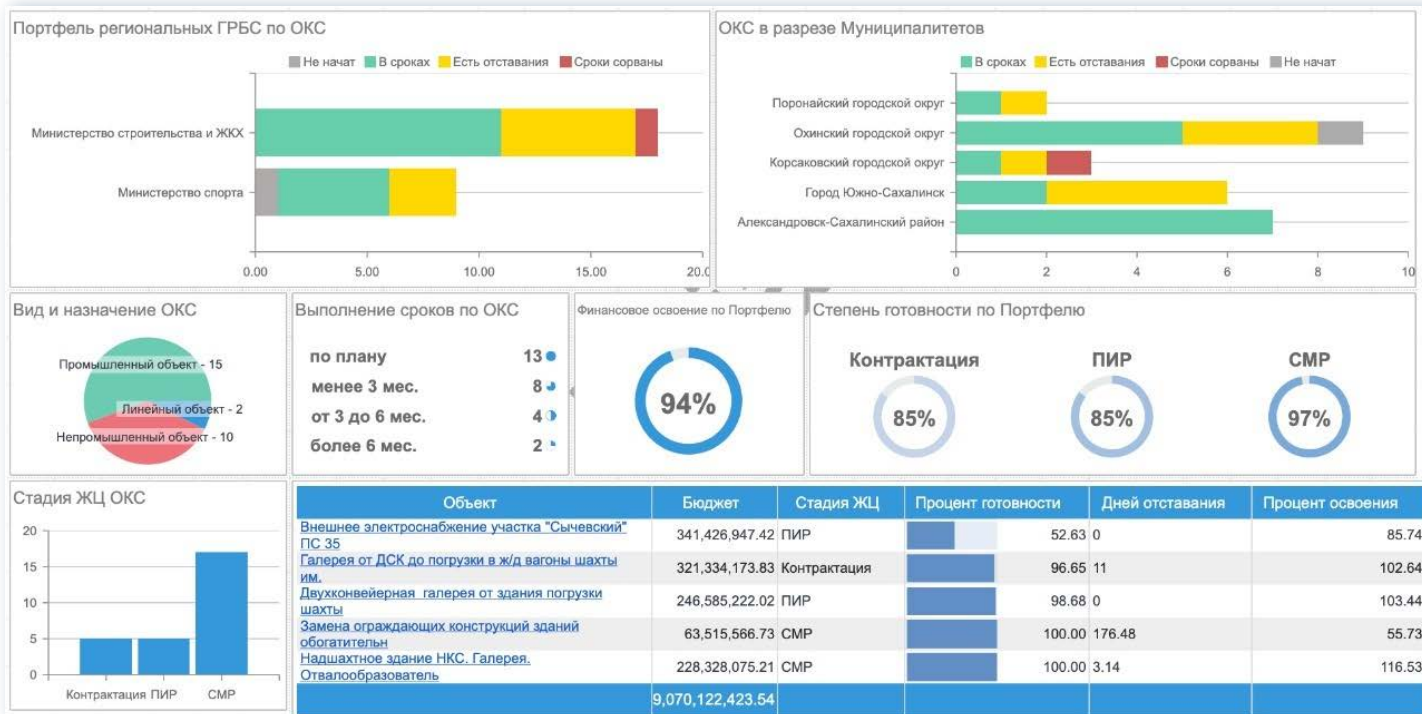 Портфель региональных ГРБС по ОКС
Не начат В сроках Есть отставания Сроки сорваны
Министерство строительства и ЖКХ
Министерство спорта
0.00 5.00 10.00 15.00 20.0
ОКС в разрезе Муниципалитетов
В сроках Есть отставания Сроки сорваны Не начат
Поронайский городской округ
Охинский городской округ
Корсаковский городской округ
Город Южно-Сахалинск
Александровск-Сахалинский район
0 2 4 6 8 10
Вид и назначение ОКС
Промышленный объект - 15
Линейный объект - 2
Непромышленный объект - 10
Выполнение сроков по ОКС
по плану 13
менее 3 мес. 8
от 3 до 6 мес. 4
более 6 мес. 2
Финансовое освоение по Портфелю
94%
Степень готовности по Портфелю
Контрактация ПИР СМР
85% 85% 97%
Стадия ЖЦ ОКС
20
15
10
5
0
Контрактация ПИР СМР
Объект Бюджет Стадия ЖЦ Процент готовности Дней отставания Процент освоения
Внешнее электроснабжение участка "Сычевский"
ПС 35 341,426,947.42 ПИР 52.63 0 85.74
Галерея от ДСК до погрузки в ж/д вагоны шахты
им. 321,334,173.83 Контрактация 96.65 11 102.64
Двухконвейерная галерея от здания погрузки
шахты 246,585,222.02 ПИР 98.68 0 103.44
Замена ограждающих конструкций зданий
обогатительн 63,515,566.73 СМР 100.00 176.48 55.73
Надшахтное здание НКС. Галерея.
Отвалообразователь 228,328,075.21 СМР 100.00 3.14 116.53
9,070,122,423.54